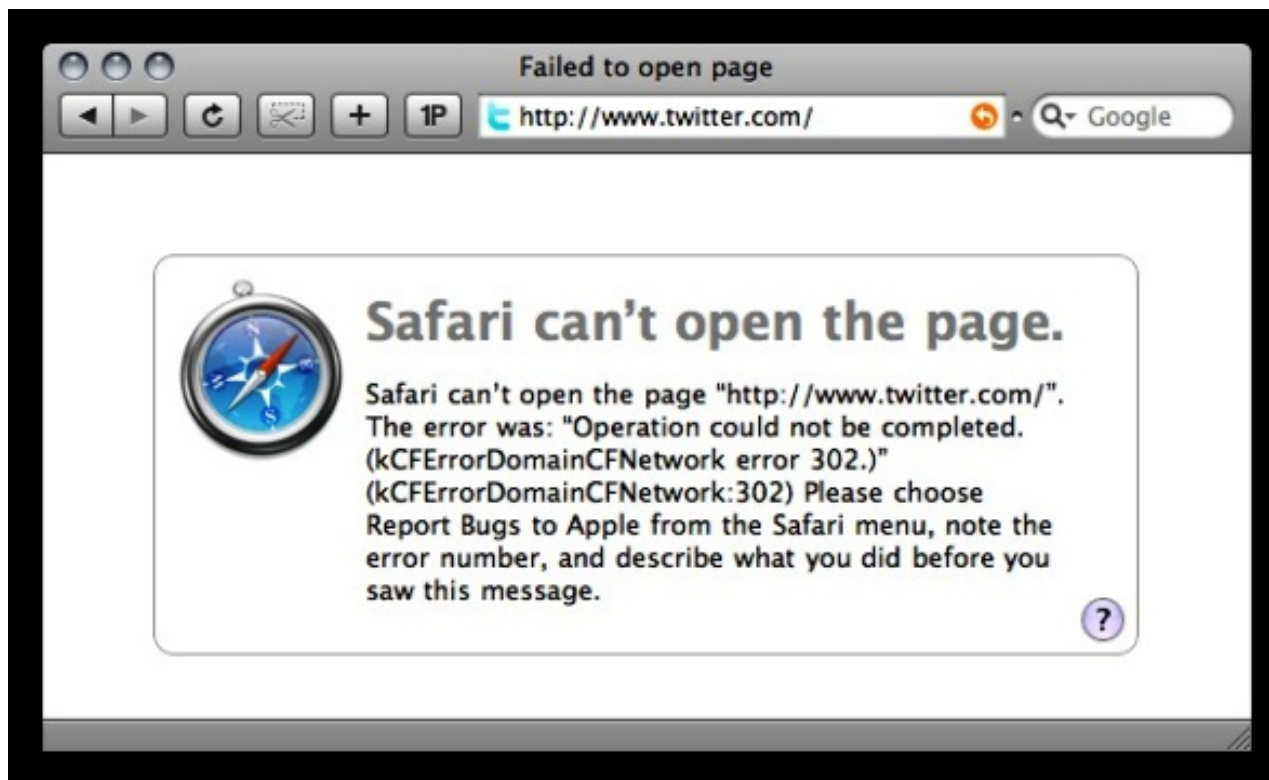 Failed to open page
1P
http://www.twitter.com/
Google
Safari can't open the page.
Safari can't open the page "http://www.twitter.com/".
The error was: "Operation could not be completed.
(kCFErrorDomainCFNetwork error 302.)"
(kCFErrorDomainCFNetwork:302) Please choose
Report Bugs to Apple from the Safari menu, note the
error number, and describe what you did before you
saw this message.
?